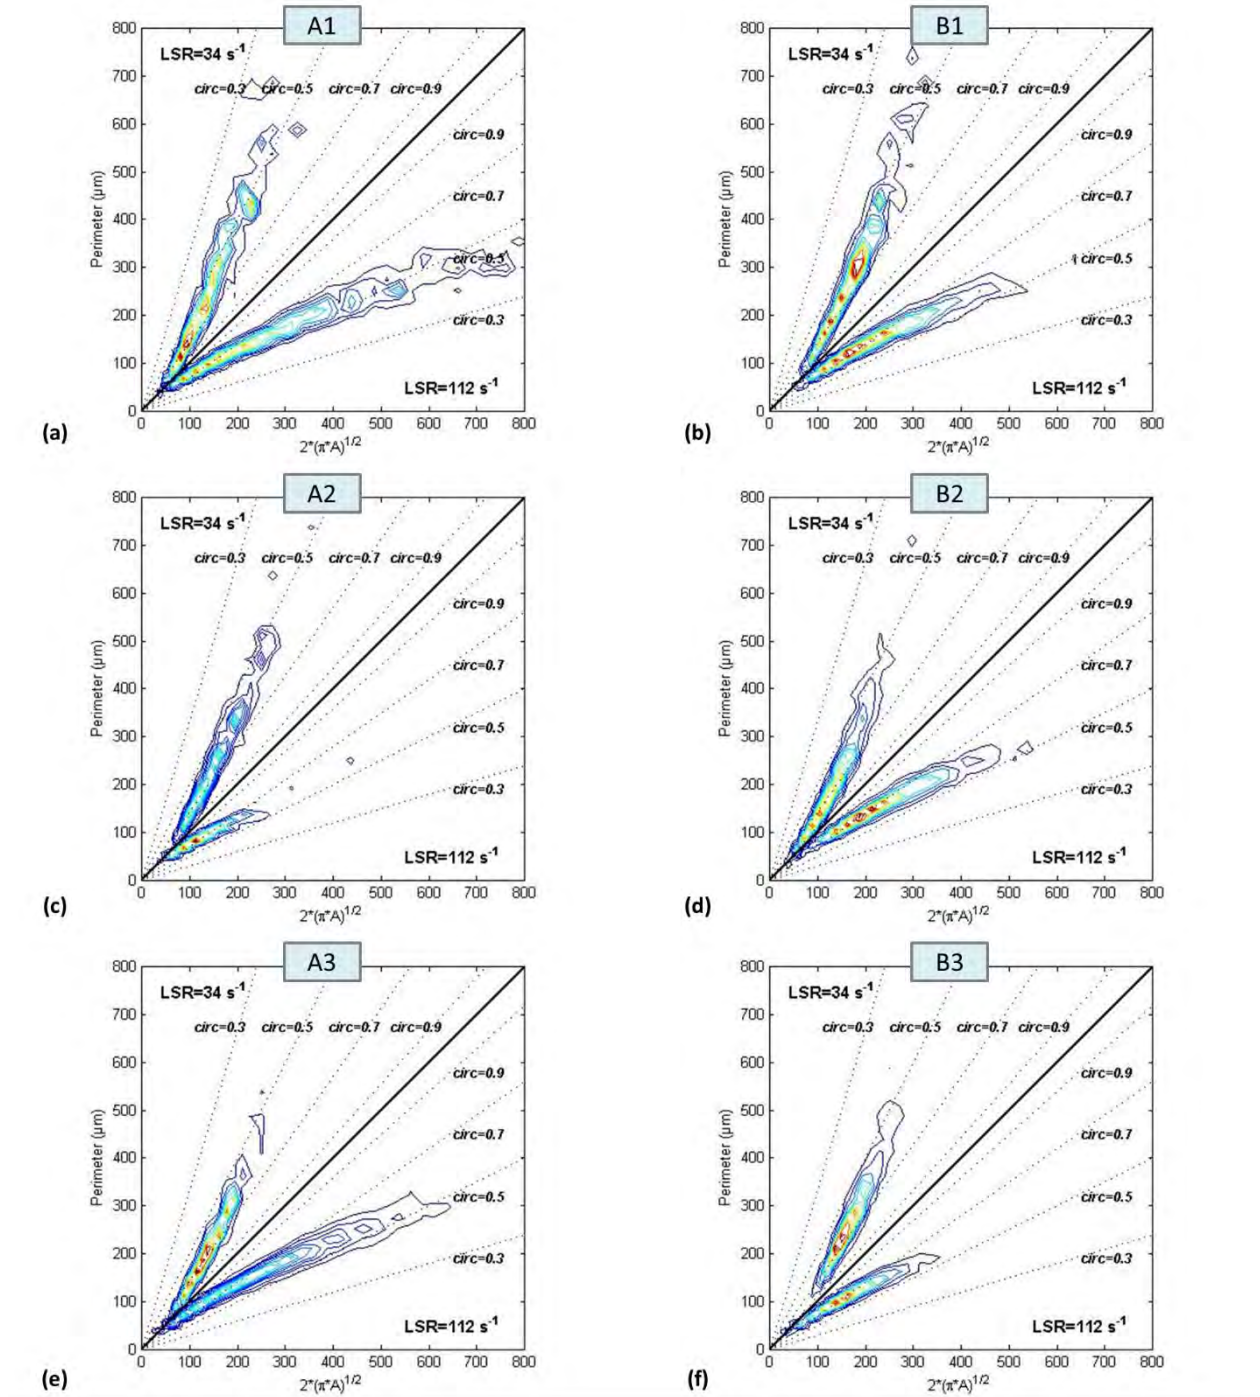 A1
B1
800
700
600
500
400
300
200
100
0
Perimeter (μm)
LSR=34 s-1
circ=0.3 circ=0.5 circ=0.7 circ=0.9
circ=0.9
circ=0.7
circ=0.5
circ=0.3
LSR=112 s-1
0 100 200 300 400 500 600 700 800
2*(π*A)1/2
(a)
800
700
600
500
400
300
200
100
0
Perimeter (μm)
LSR=34 s-1
circ=0.3 circ=0.5 circ=0.7 circ=0.9
circ=0.9
circ=0.7
circ=0.5
circ=0.3
LSR=112 s-1
0 100 200 300 400 500 600 700 800
2*(π*A)1/2
(b)
A2
B2
800
700
600
500
400
300
200
100
0
Perimeter (μm)
LSR=34 s-1
circ=0.3 circ=0.5 circ=0.7 circ=0.9
circ=0.9
circ=0.7
circ=0.5
circ=0.3
LSR=112 s-1
0 100 200 300 400 500 600 700 800
2*(π*A)1/2
(c)
800
700
600
500
400
300
200
100
0
Perimeter (μm)
LSR=34 s-1
circ=0.3 circ=0.5 circ=0.7 circ=0.9
circ=0.9
circ=0.7
circ=0.5
circ=0.3
LSR=112 s-1
0 100 200 300 400 500 600 700 800
2*(π*A)1/2
(d)
A3
B3
800
700
600
500
400
300
200
100
0
Perimeter (μm)
LSR=34 s-1
circ=0.3 circ=0.5 circ=0.7 circ=0.9
circ=0.9
circ=0.7
circ=0.5
circ=0.3
LSR=112 s-1
0 100 200 300 400 500 600 700 800
2*(π*A)1/2
(e)
800
700
600
500
400
300
200
100
0
Perimeter (μm)
LSR=34 s-1
circ=0.3 circ=0.5 circ=0.7 circ=0.9
circ=0.9
circ=0.7
circ=0.5
circ=0.3
LSR=112 s-1
0 100 200 300 400 500 600 700 800
2*(π*A)1/2
(f)